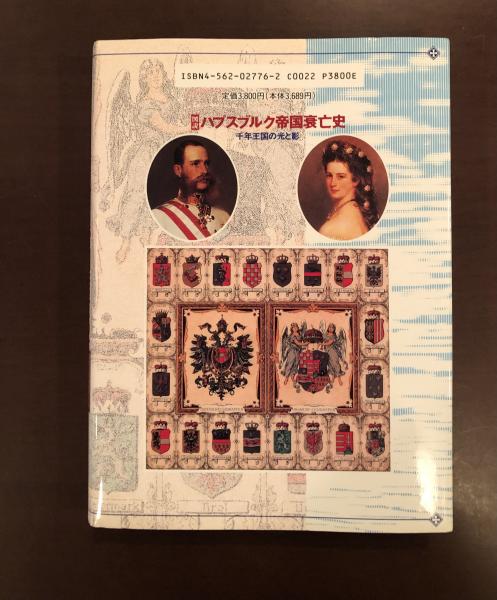 ISBN4-562-02776-2 C0022 P3800E
定価3,800円(本体3,689円)
図説 ハプスブルク帝国衰亡史
千年王国の光と影